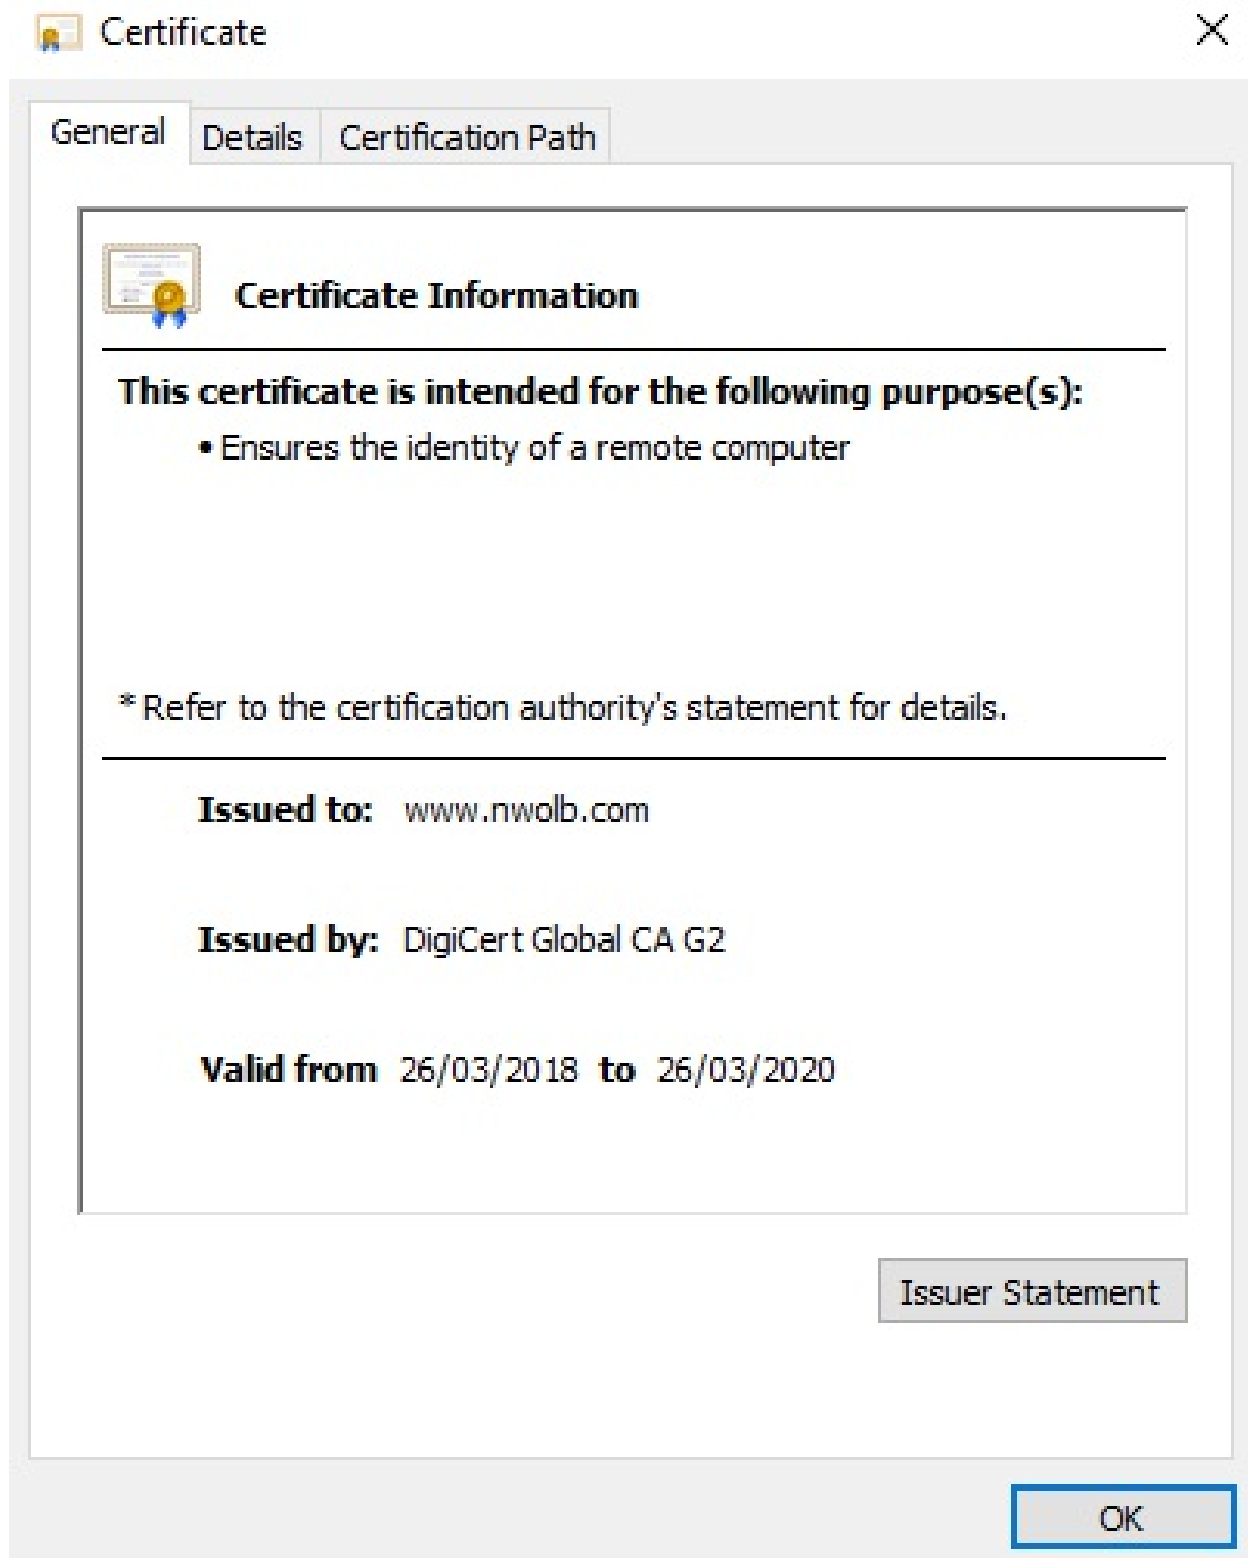 Certificate
General Details Certification Path
Certificate Information
This certificate is intended for the following purpose(s):
• Ensures the identity of a remote computer
* Refer to the certification authority's statement for details.
Issued to: www.nwolb.com
Issued by: DigiCert Global CA G2
Valid from 26/03/2018 to 26/03/2020
Issuer Statement
OK